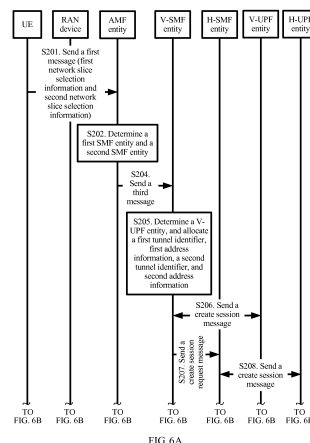 UE
RAN
device
AMF
entity
V-SMF
entity
H-SMF
entity
V-UPF
entity
H-UPF
entity
S201. Send a first
message (first
network slice
selection
information and
second network
slice selection
information)
S202. Determine a
first SMF entity and a
second SMF entity
S204.
Send a
third
message
S205. Determine a V-
UPF entity, and allocate
a first tunnel identifier,
first address
information, a second
tunnel identifier, and
second address
information
S206. Send a
create session
message
S207. Send a
create session
request message
S208. Send a
create session
message
TO
FIG. 6B
TO
FIG. 6B
TO
FIG. 6B
TO
FIG. 6B
TO
FIG. 6B
TO
FIG. 6B
TO
FIG. 6B
FIG. 6A